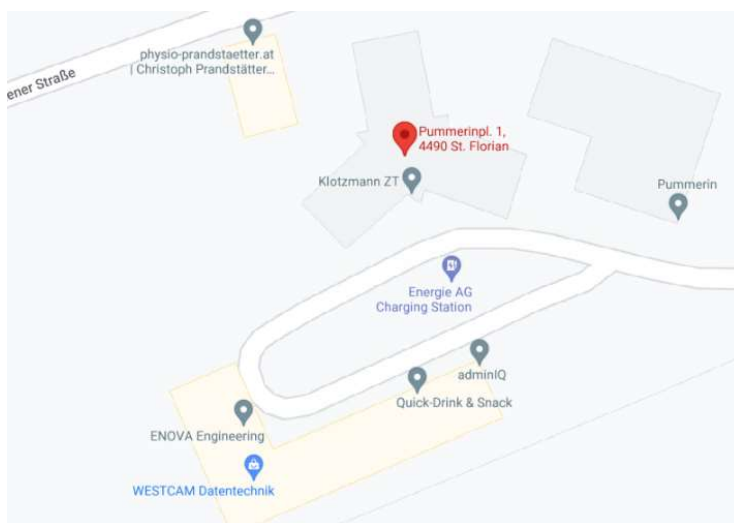 physio-prandstaetter.at
| Christoph Prandstätter...
ener Straße
Pummerinpl. 1,
4490 St. Florian
Klotzmann ZT
Pummerin
Energie AG
Charging Station
adminIQ
Quick-Drink & Snack
ENOVA Engineering
WESTCAM Datentechnik